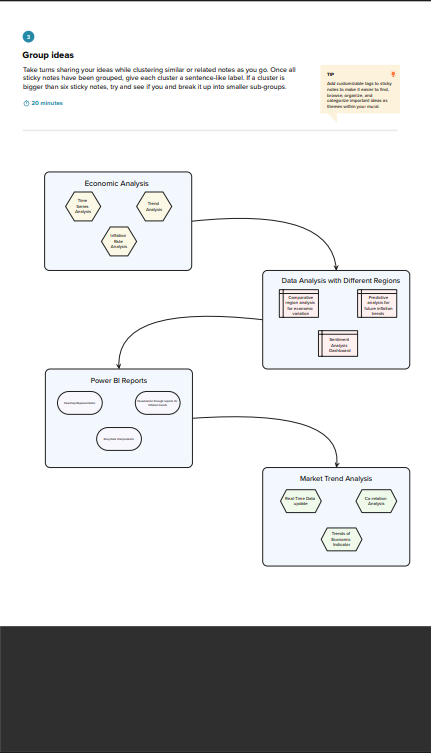 3
Group ideas
Take turns sharing your ideas while clustering similar or related notes as you go. Once all
sticky notes have been grouped, give each cluster a sentence-like label. If a cluster is
bigger than six sticky notes, try and see if you and break it up into smaller sub-groups.
20 minutes
TIP
Add customizable tags to sticky
notes to make it easier to find,
browse, organize, and
categorize important ideas as
themes within your mural.
Economic Analysis
Time
Series
Analysis
Trend
Analysis
Inflation
Rate
Analysis
Data Analysis with Different Regions
Comparative
region analysis
for economic
variation
Predictive
analysis for
future inflation
trends
Sentiment
Analysis
Dashboard
Power BI Reports
Market Trend Analysis
Real-Time Data
update
Co-relation
Analysis
Trends of
Economic
Indicator